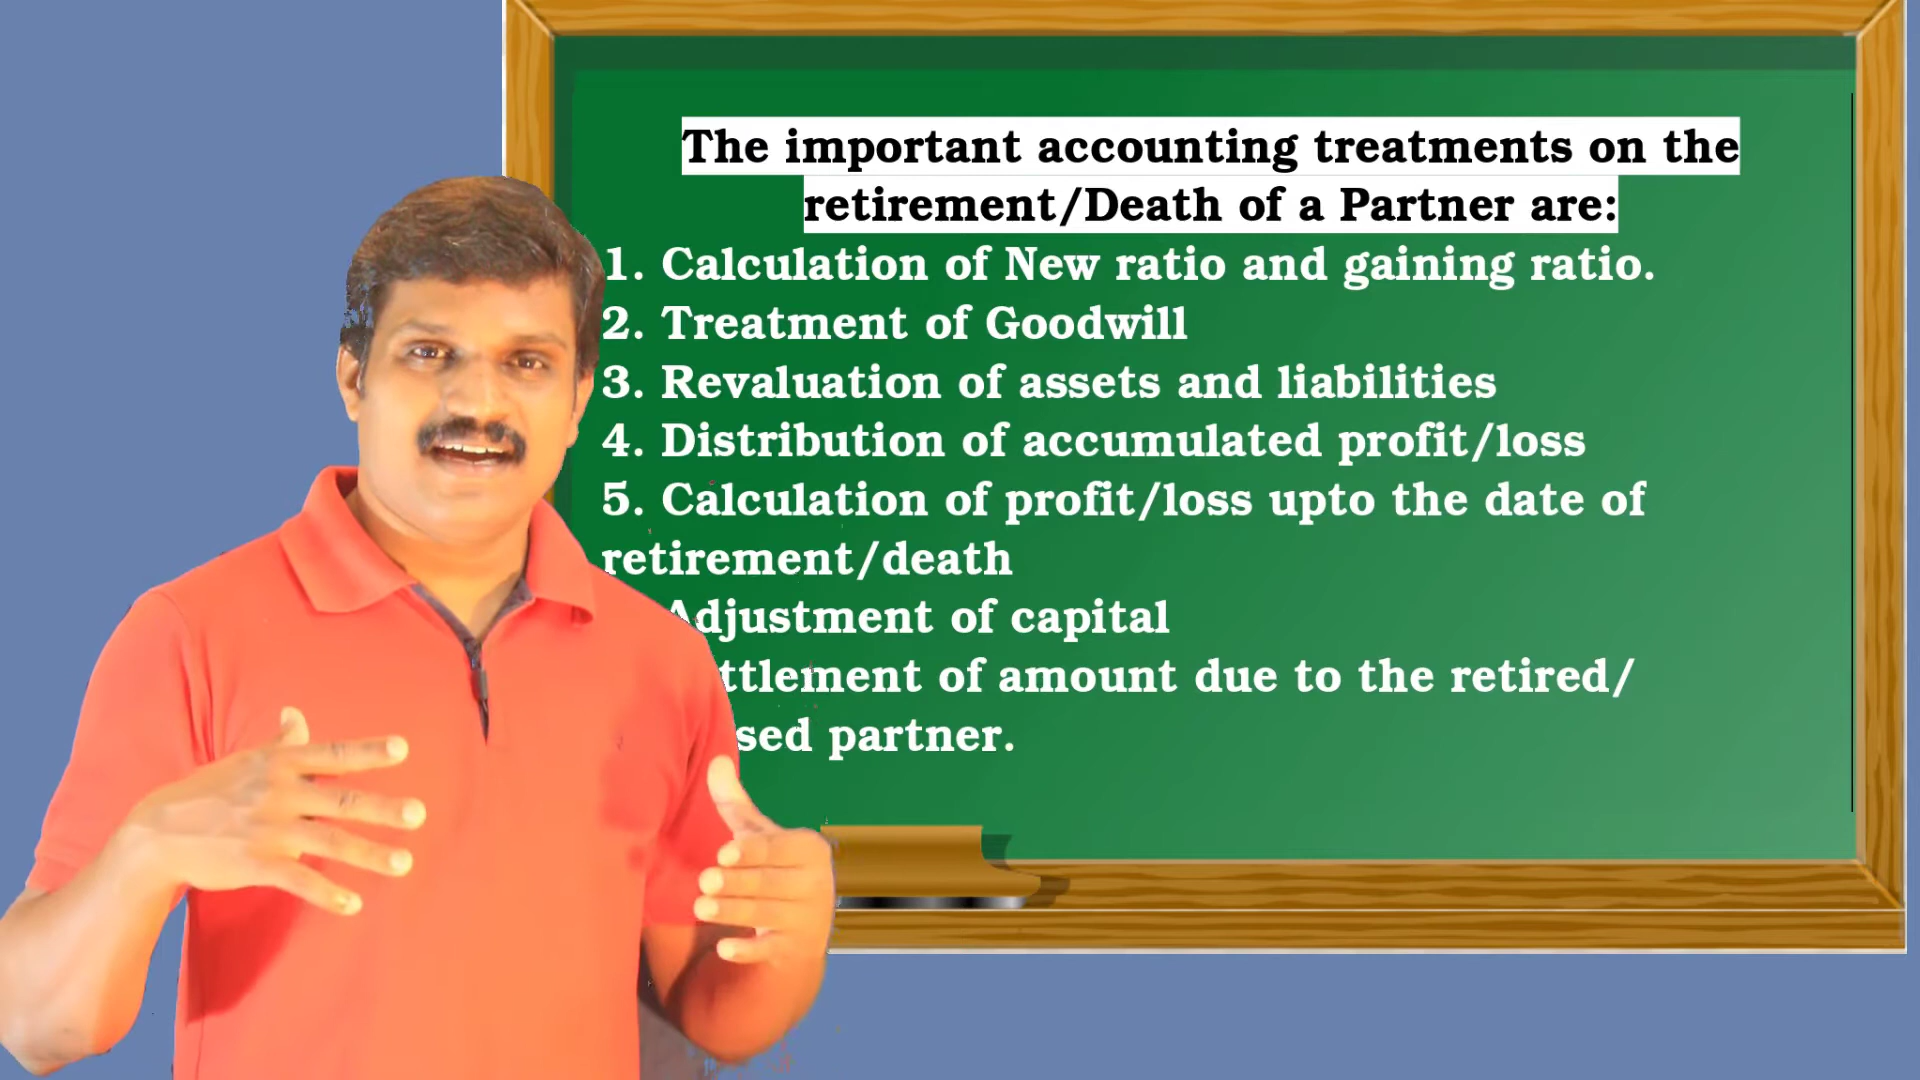 The important accounting treatments on the
retirement/Death of a Partner are:
1. Calculation of New ratio and gaining ratio.
2. Treatment of Goodwill
3. Revaluation of assets and liabilities
4. Distribution of accumulated profit/loss
5. Calculation of profit/loss upto the date of
retirement/death
Adjustment of capital
of amount due to the retired/
partner.